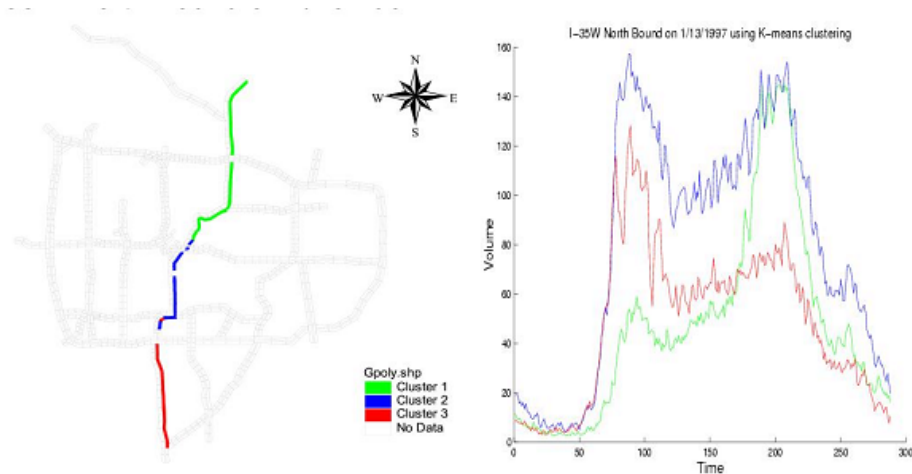 N
W E
S
Gpoly.shp
Cluster 1
Cluster 2
Cluster 3
No Data
I-35W North Bound on 1/13/1997 using K-means clustering
160
140
120
100
80
60
40
20
0
Volume
0 50 100 150 200 250 300
Time